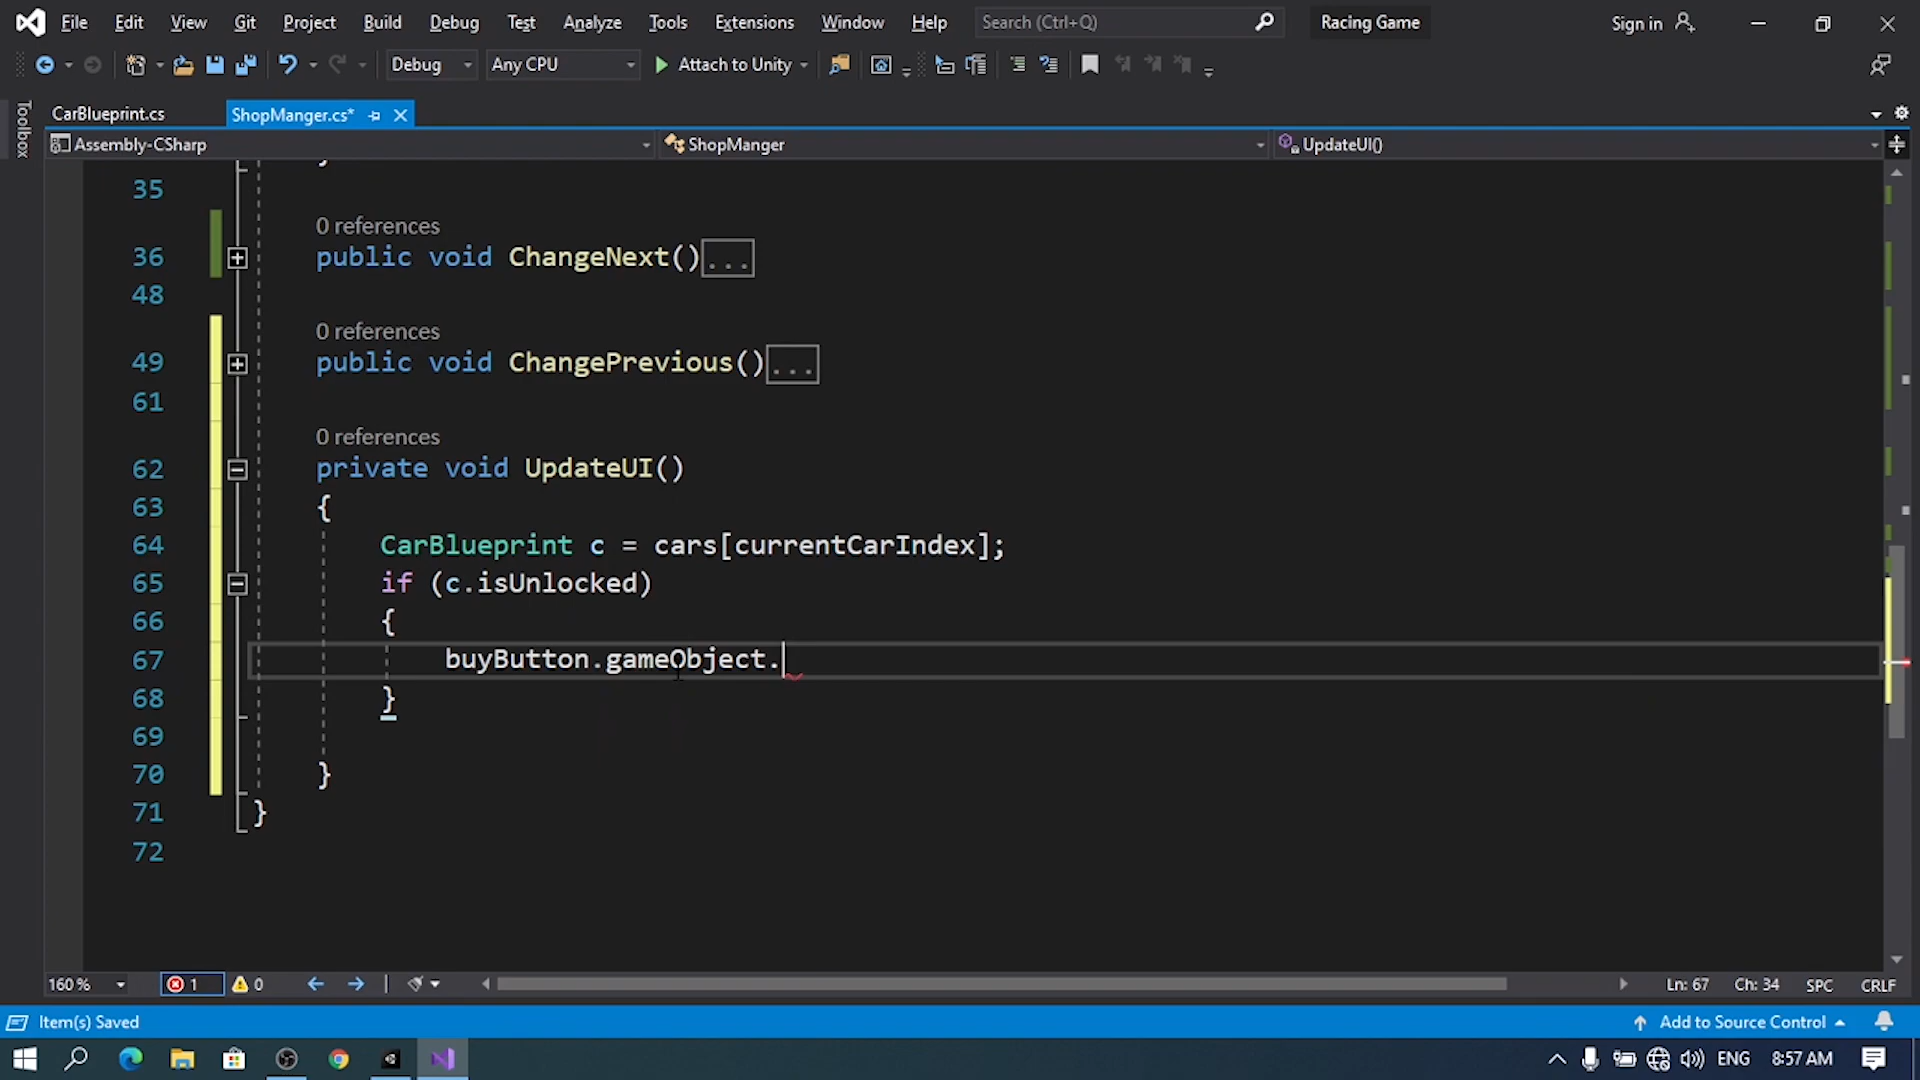 File Edit View Git Project Build Debug Test Analyze Tools Extensions Window Help Search (Ctrl+Q) Racing Game Sign in
Debug Any CPU Attach to Unity
Toolbox
CarBlueprint.cs ShopManger.cs*
Assembly-CSharp ShopManger UpdateUI()
35
0 references
36 public void ChangeNext()...
48
0 references
49 public void ChangePrevious()...
61
0 references
62 private void UpdateUI()
63 {
64 CarBlueprint c = cars[currentCarIndex];
65 if (c.isUnlocked)
66 {
67 buyButton.gameObject.
68 }
69
70 }
71 }
72
160 % 1 0 Ln: 67 Ch: 34 SPC CRLF
Item(s) Saved Add to Source Control
ENG 8:57 AM